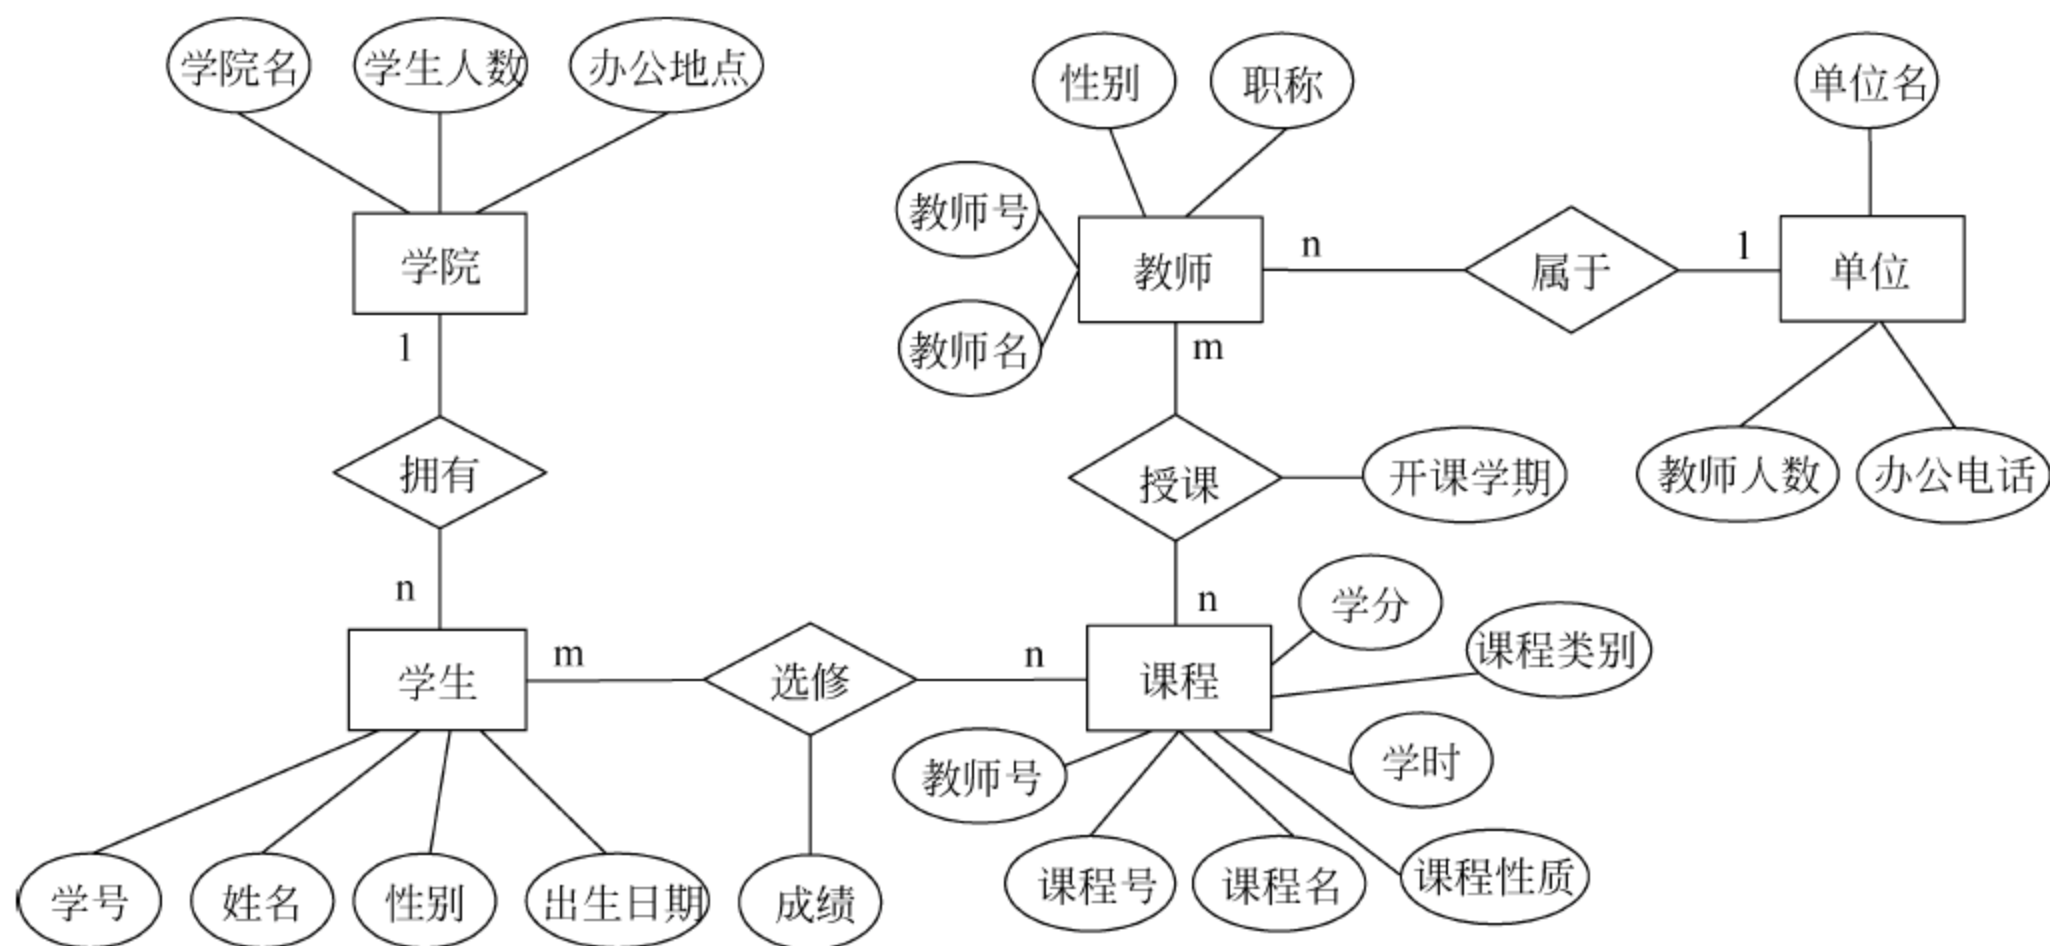 学院名
学生人数
办公地点
性别
职称
单位名
教师号
教师名
学院
教师
n
属于
1
单位
1
m
拥有
授课
开课学期
教师人数
办公电话
n
n
学分
课程类别
学生
m
选修
n
课程
教师号
学时
学号
姓名
性别
出生日期
成绩
课程号
课程名
课程性质